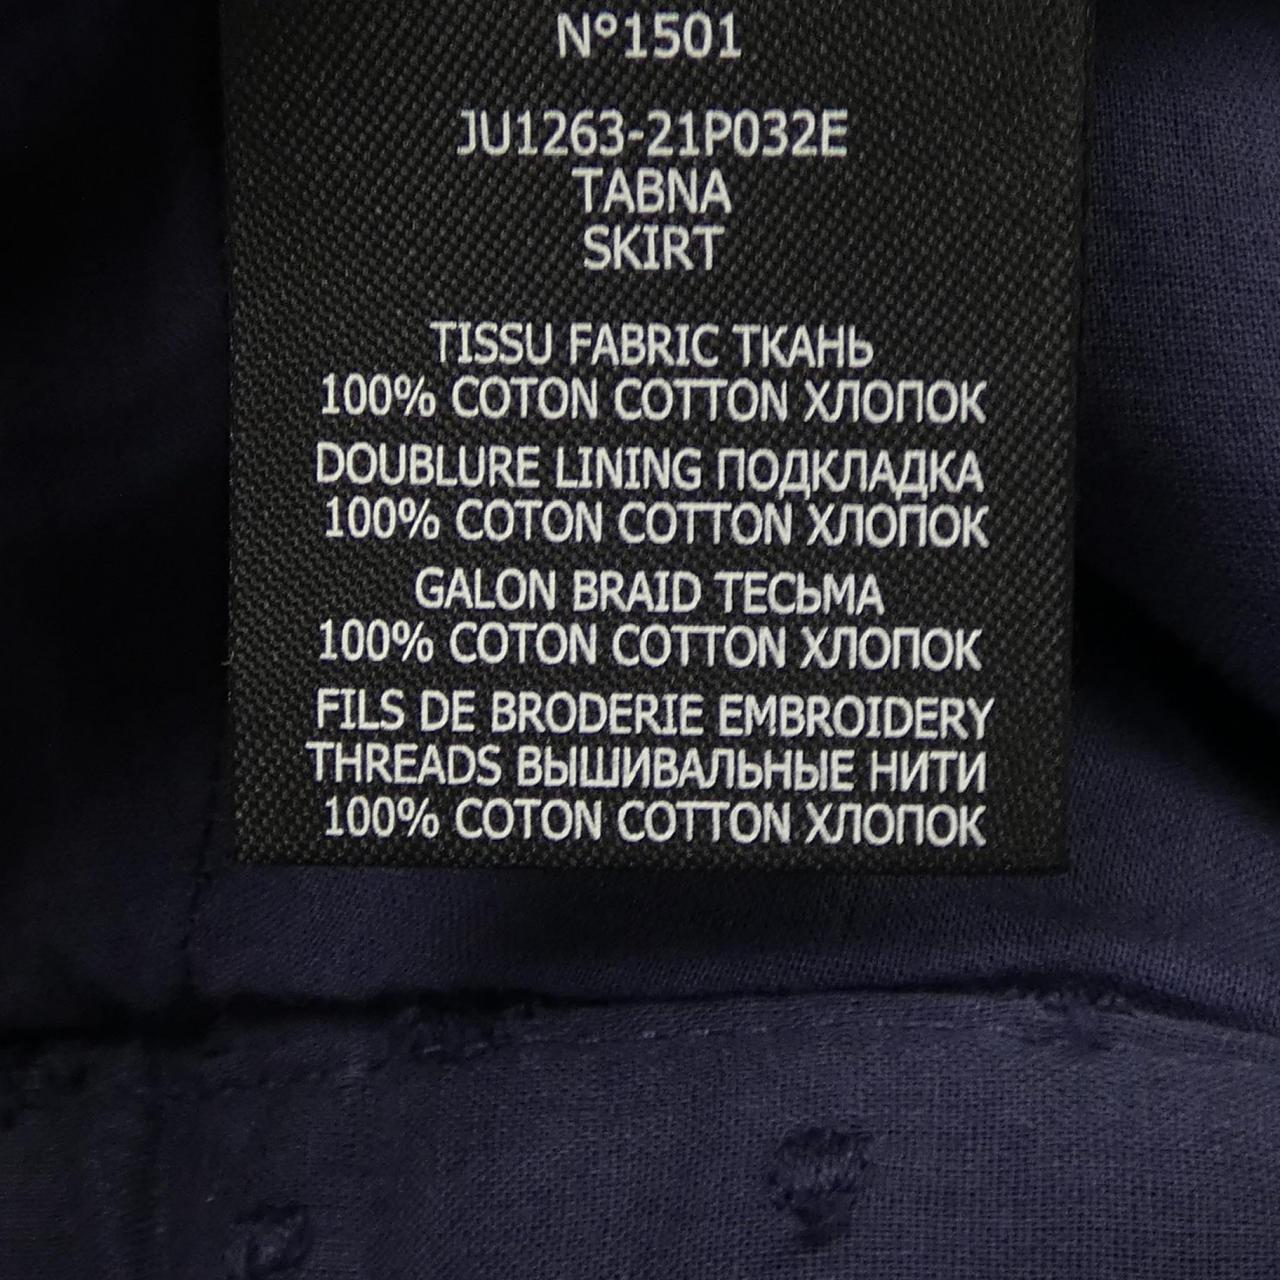 N°1501
JU1263-21P032E
TABNA
SKIRT
TISSU FABRIC ТКАНЬ
100% COTON COTTON ХЛОПОК
DOUBLURE LINING ПОДКЛАДКА
100% COTON COTTON ХЛОПОК
GALON BRAID ТЕСЬМА
100% COTON COTTON ХЛОПОК
FILS DE BRODERIE EMBROIDERY
THREADS ВЫШИВАЛЬНЫЕ НИТИ
100% COTON COTTON ХЛОПОК